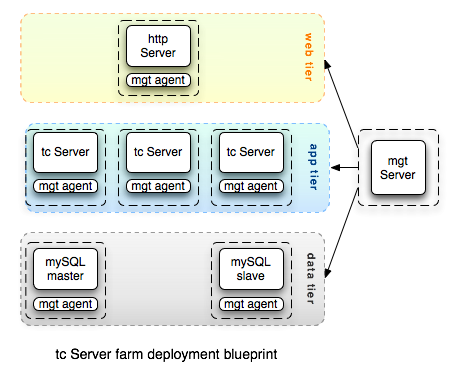 http
Server
mgt agent
web tier
tc Server
mgt agent
tc Server
mgt agent
tc Server
mgt agent
app tier
mgt
Server
mySQL
master
mgt agent
mySQL
slave
mgt agent
data tier
tc Server farm deployment blueprint